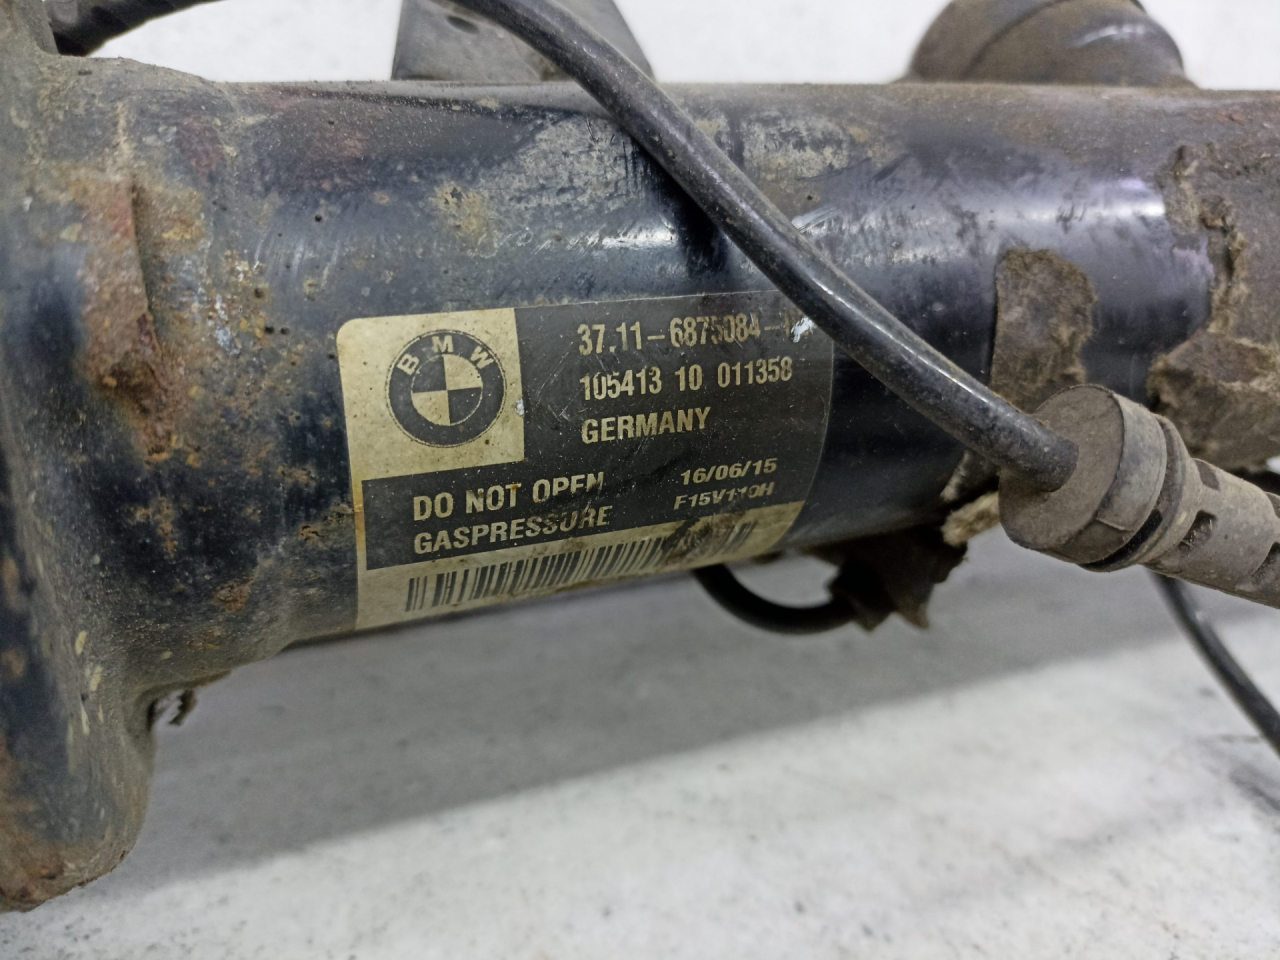 BMW
37.11-6875084-
105413 10 011358
GERMANY
DO NOT OPEN
GASPRESSURE
16/06/15